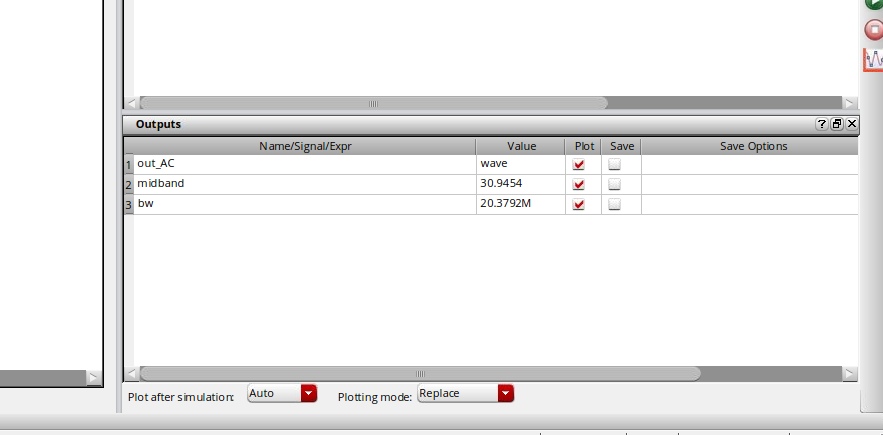 Outputs
Name/Signal/Expr Value Plot Save Save Options
1 out_AC wave
2 midband 30.9454
3 bw 20.3792M
Plot after simulation: Auto Plotting mode: Replace